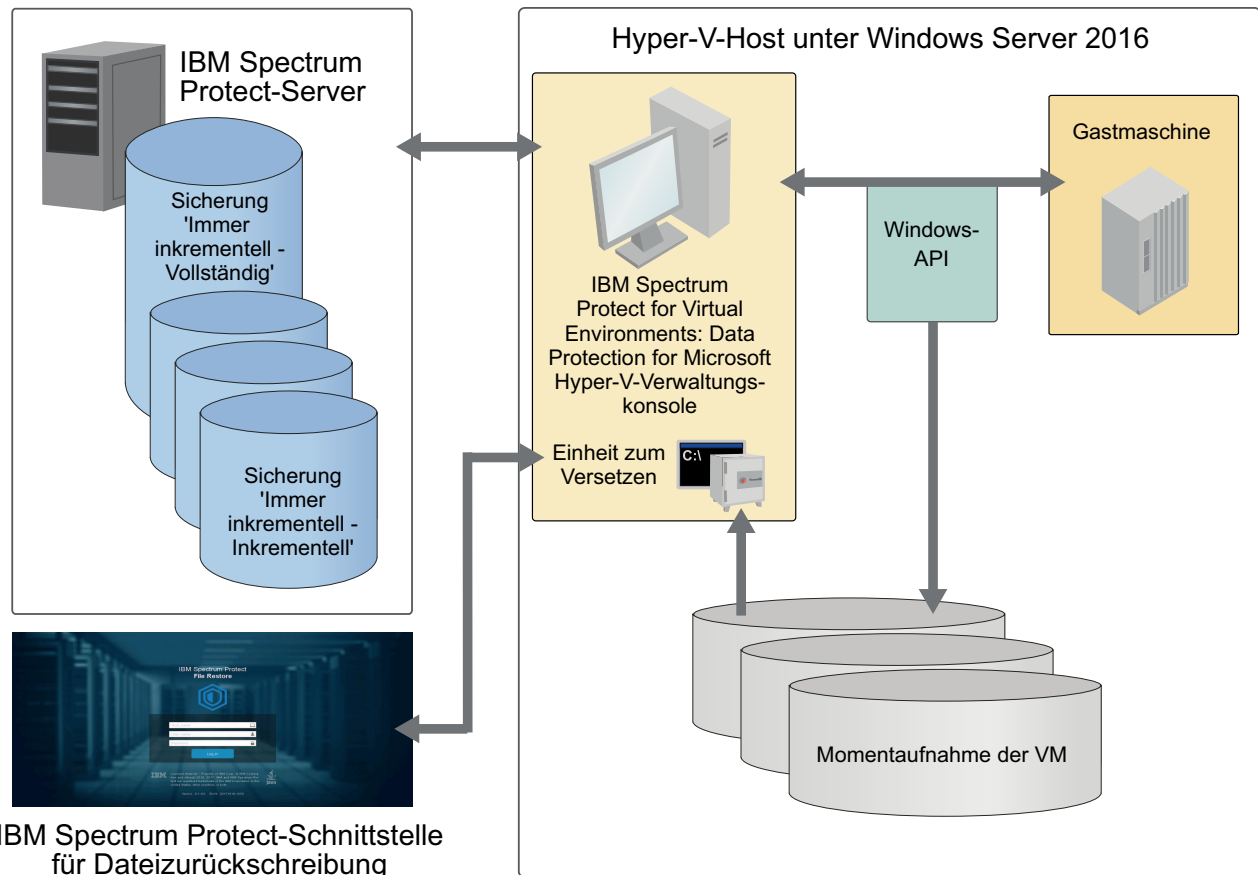 IBM Spectrum
Protect-Server
Sicherung
'Immer
inkrementell -
Vollständig'
Sicherung
'Immer
inkrementell -
Inkrementell'
IBM Spectrum Protect
File Restore
Log In
IBM
IBM Spectrum Protect-Schnittstelle
für Dateizurückschreibung
Hyper-V-Host unter Windows Server 2016
IBM Spectrum
Protect for Virtual
Environments: Data
Protection for Microsoft
Hyper-V-Verwaltungs-
konsole
Einheit zum
Versetzen
C:\
Windows-
API
Gastmaschine
Momentaufnahme der VM